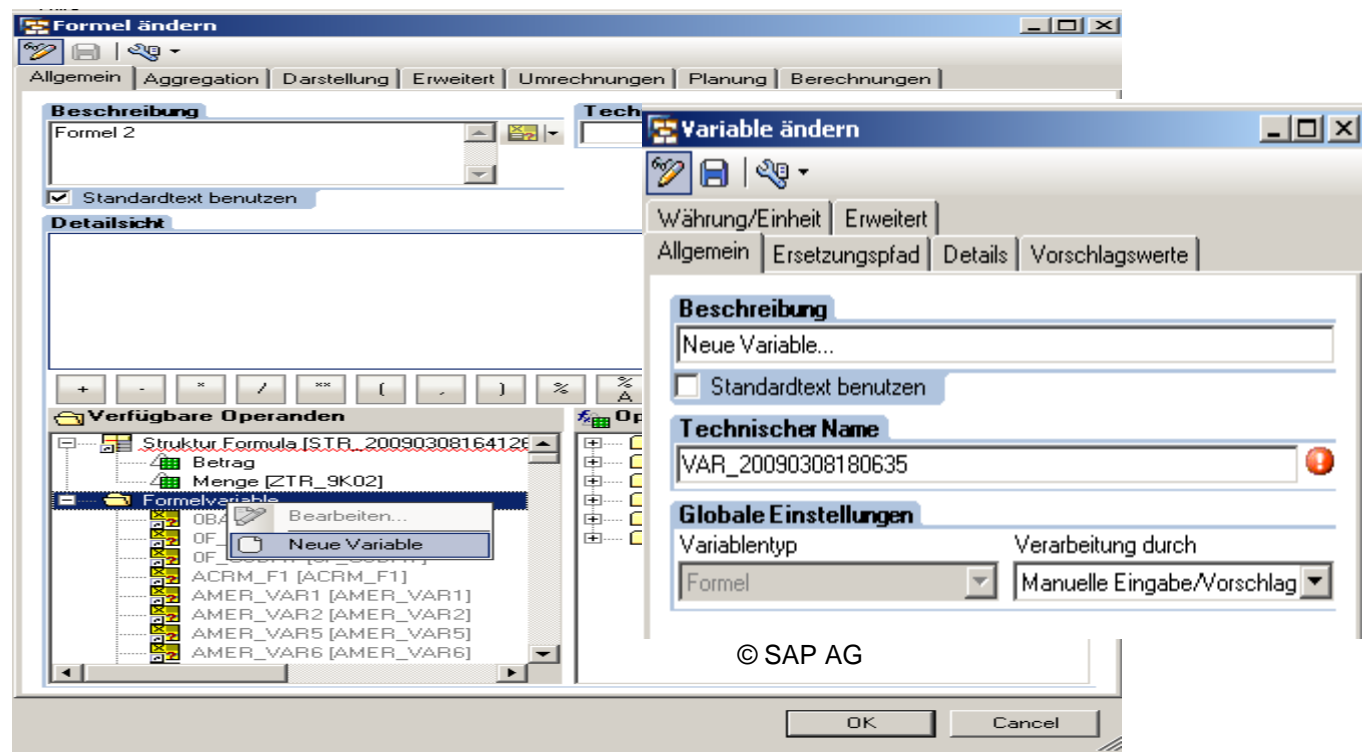 Formel ändern
Allgemein Aggregation Darstellung Erweitert Umrechnungen Planung Berechnungen
Beschreibung
Formel 2
Standardtext benutzen
Detailsicht
+ - * / ** ( , ) % % A
Verfügbare Operanden
Struktur Formula [STR_20090308164126
Betrag
Menge [ZTR_9K02]
Formelvariable
Bearbeiten...
Neue Variable
ACRM_F1 [ACRM_F1]
AMER_VAR1 [AMER_VAR1]
AMER_VAR2 [AMER_VAR2]
AMER_VAR5 [AMER_VAR5]
AMER_VAR6 [AMER_VAR6]
OK Cancel
Variable ändern
Währung/Einheit Erweitert
Allgemein Ersetzungspfad Details Vorschlagswerte
Beschreibung
Neue Variable...
Standardtext benutzen
Technischer Name
VAR_20090308180635
Globale Einstellungen
Variablentyp Verarbeitung durch
Formel Manuelle Eingabe/Vorschlag
© SAP AG